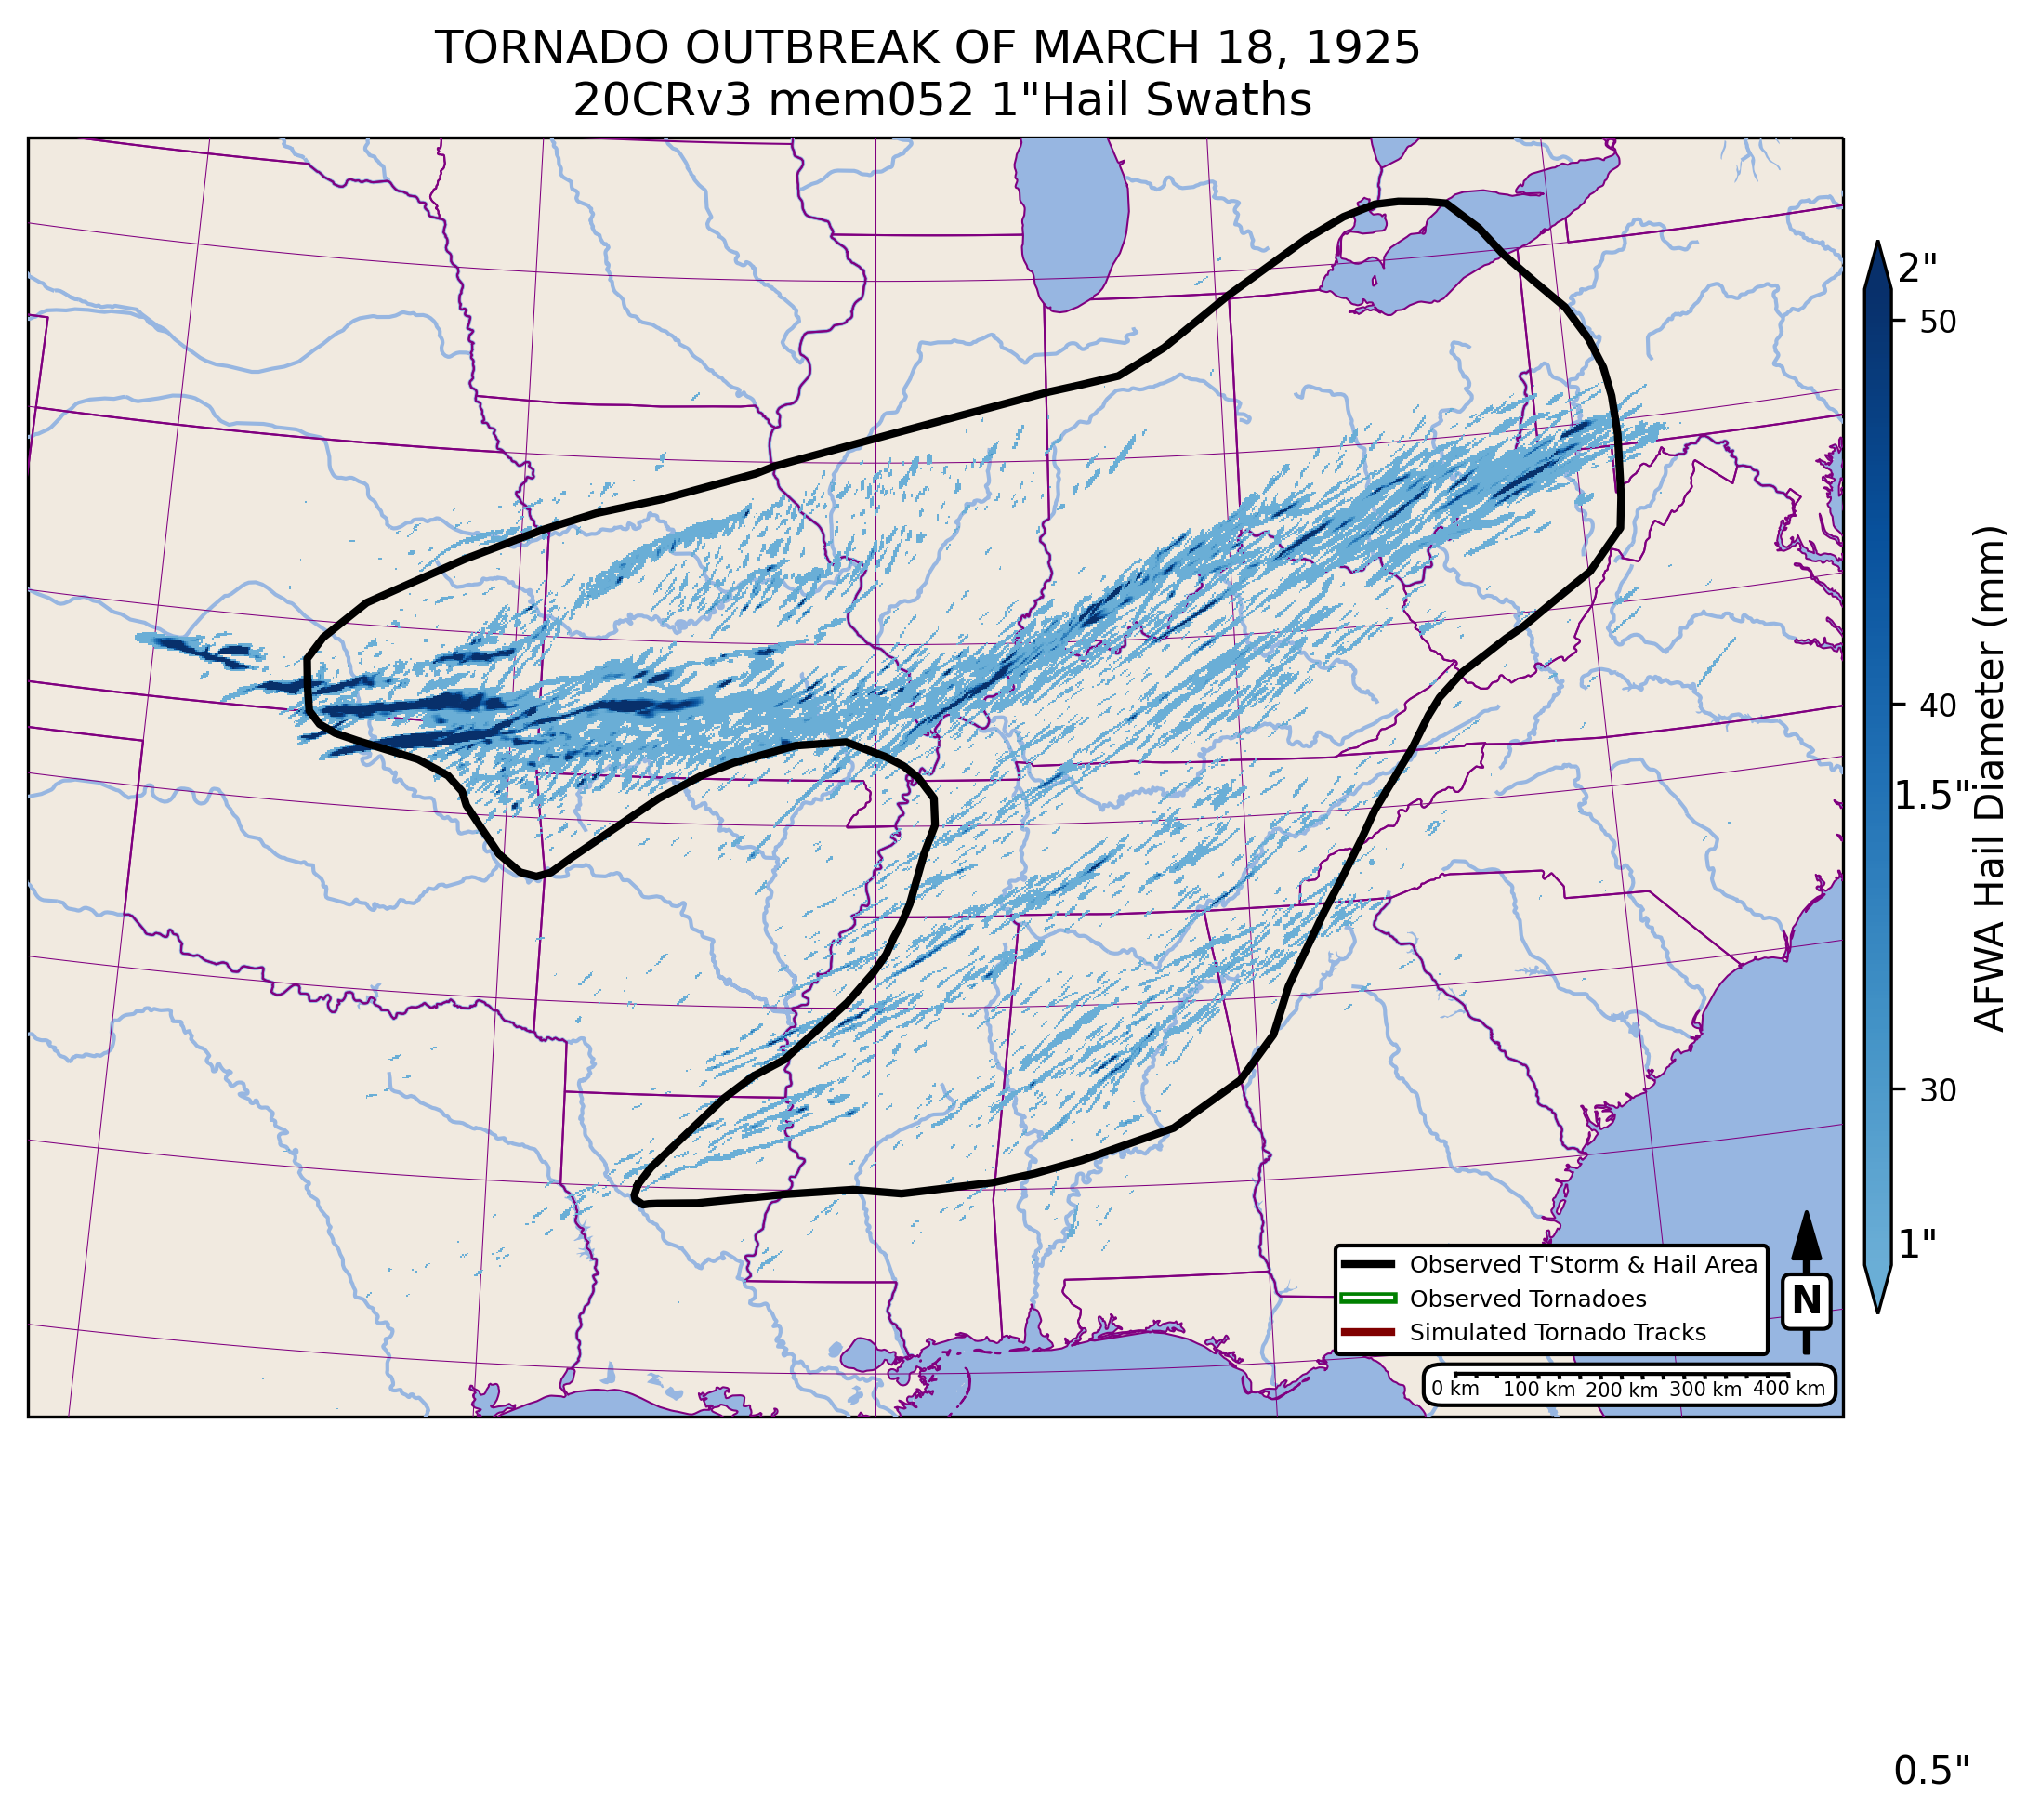 TORNADO OUTBREAK OF MARCH 18, 1925
20CRv3 mem052 1"Hail Swaths
2"
50
40
1.5"
30
1"
AFWA Hail Diameter (mm)
Observed T'Storm & Hail Area
Observed Tornadoes
Simulated Tornado Tracks
N
0 km 100 km 200 km 300 km 400 km
0.5"